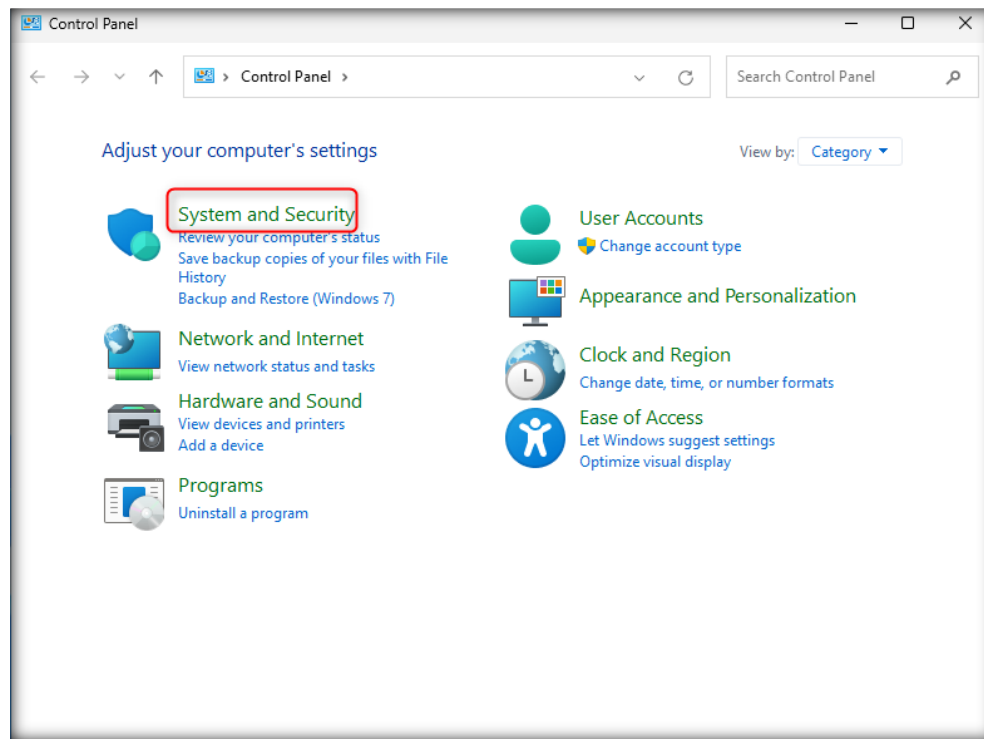 Control Panel
Control Panel
Search Control Panel
Adjust your computer's settings
View by: Category
System and Security
Review your computer's status
Save backup copies of your files with File
History
Backup and Restore (Windows 7)
Network and Internet
View network status and tasks
Hardware and Sound
View devices and printers
Add a device
Programs
Uninstall a program
User Accounts
Change account type
Appearance and Personalization
Clock and Region
Change date, time, or number formats
Ease of Access
Let Windows suggest settings
Optimize visual display